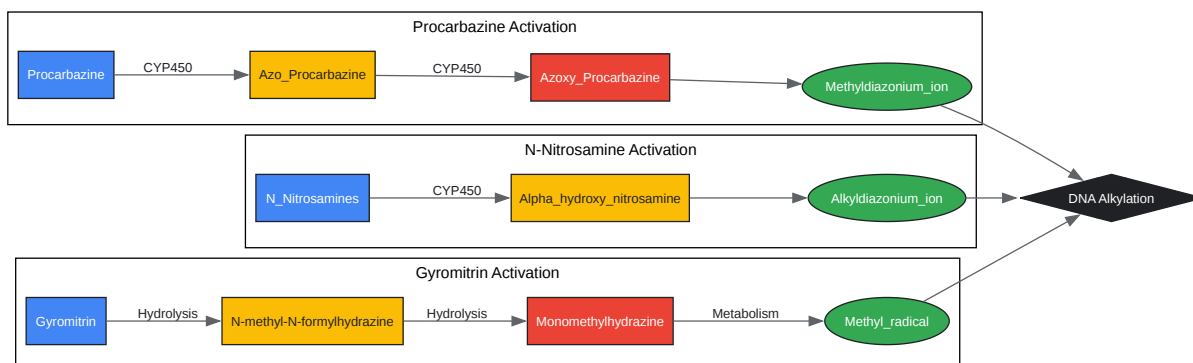 Procarbazine Activation
Procarbazine
CYP450
Azo_Procarbazine
CYP450
Azoxy_Procarbazine
Methyldiazonium_ion
N-Nitrosamine Activation
N_Nitrosamines
CYP450
Alpha_hydroxy_nitrosamine
Alkyldiazonium_ion
DNA Alkylation
Gyromitrin Activation
Gyromitrin
Hydrolysis
N-methyl-N-formylhydrazine
Hydrolysis
Monomethylhydrazine
Metabolism
Methyl_radical